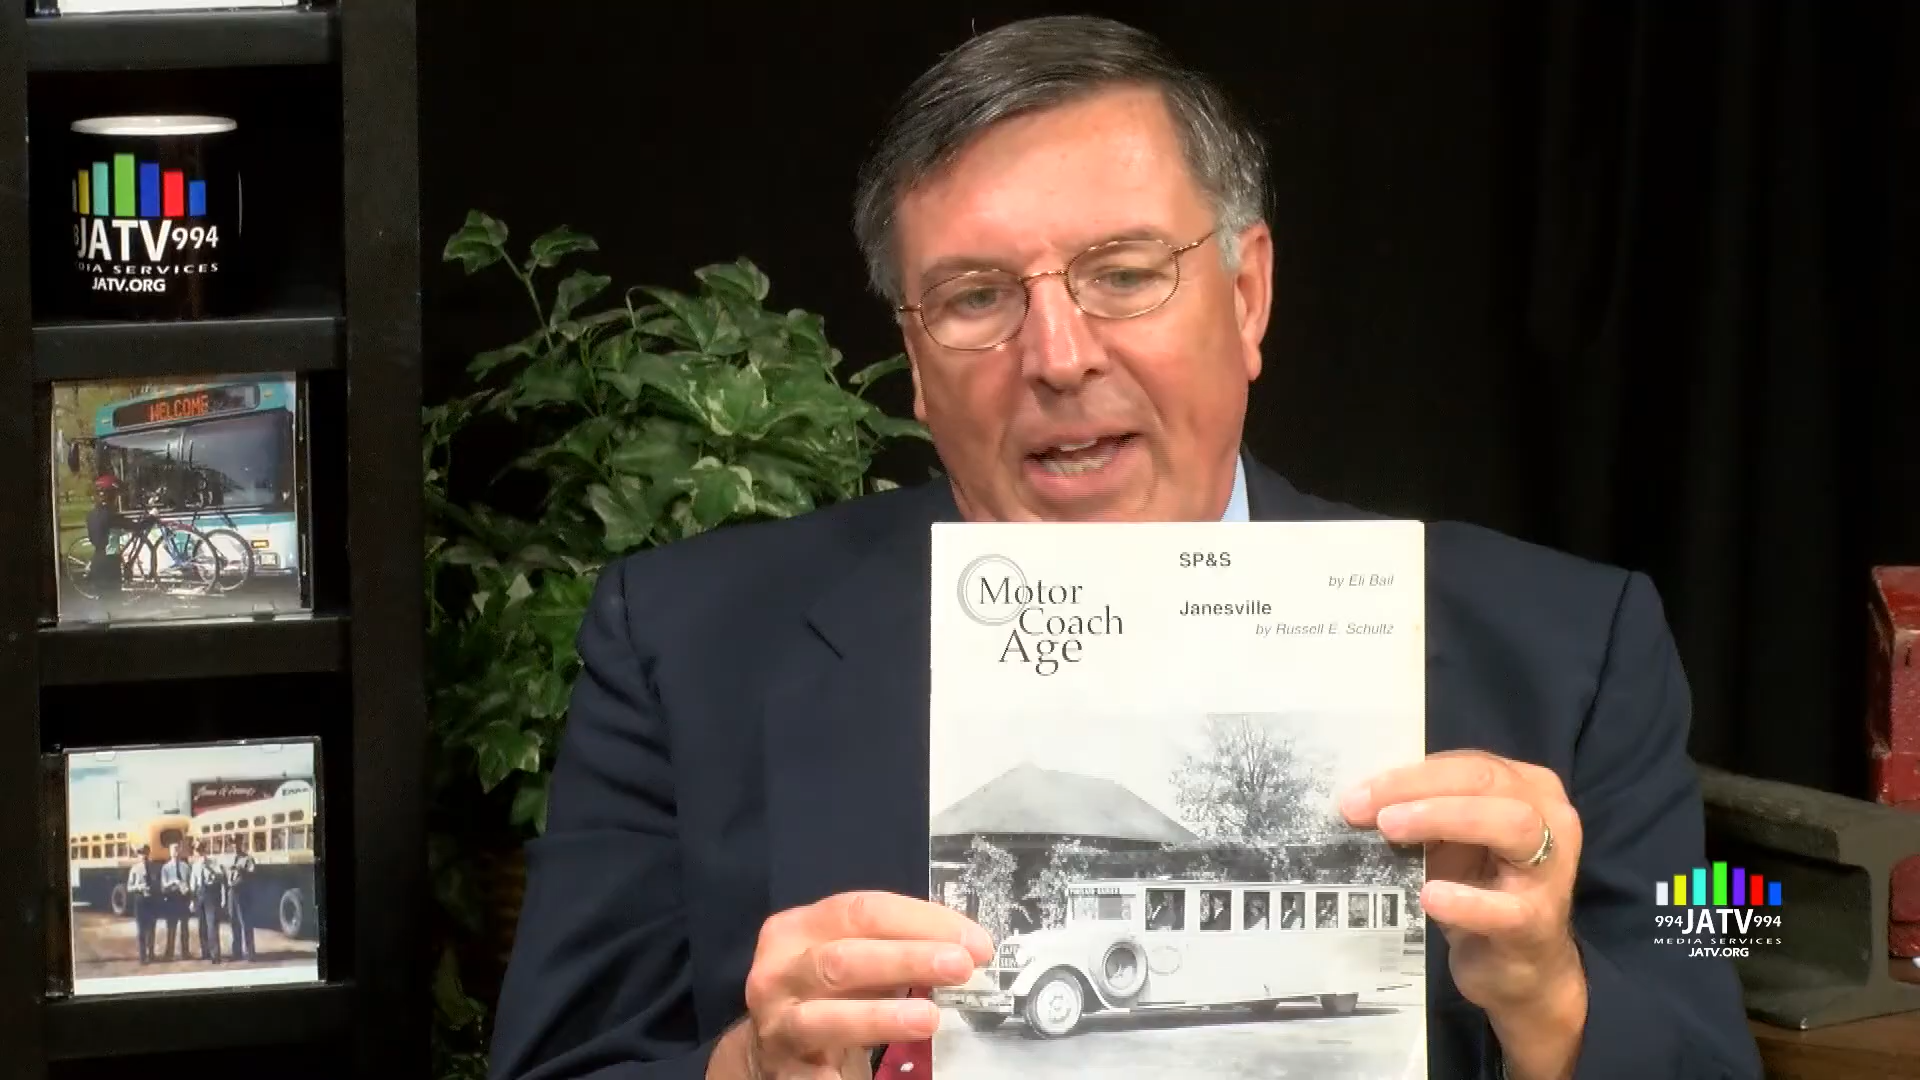 JATV994
DIA SERVICES
JATV.ORG
WELCOME
Motor
Coach
Age
SP&S
by Eli Bail
Janesville
by Russell E. Schultz
994JATV994
MEDIA SERVICES
JATV.ORG